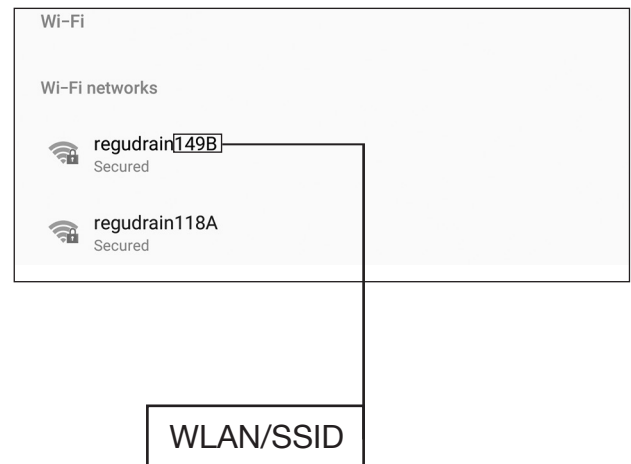 Wi-Fi
Wi-Fi networks
regudrain149B
Secured
regudrain118A
Secured
WLAN/SSID